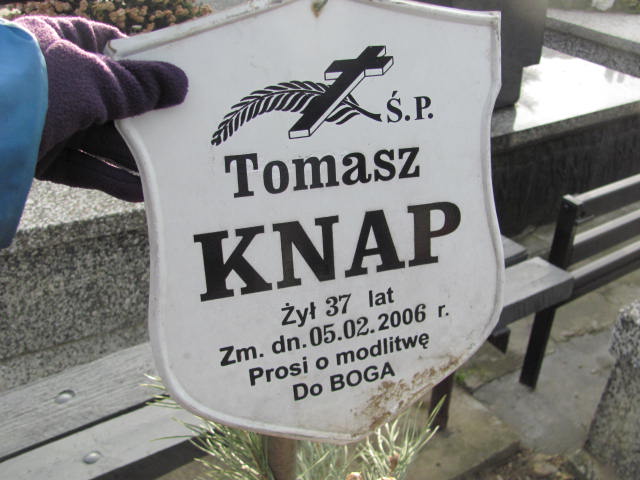 Ś.P.
Tomasz
KNAP
Żył 37 lat
Zm. dn. 05.02.2006 r.
Prosi o modlitwę
Do BOGA